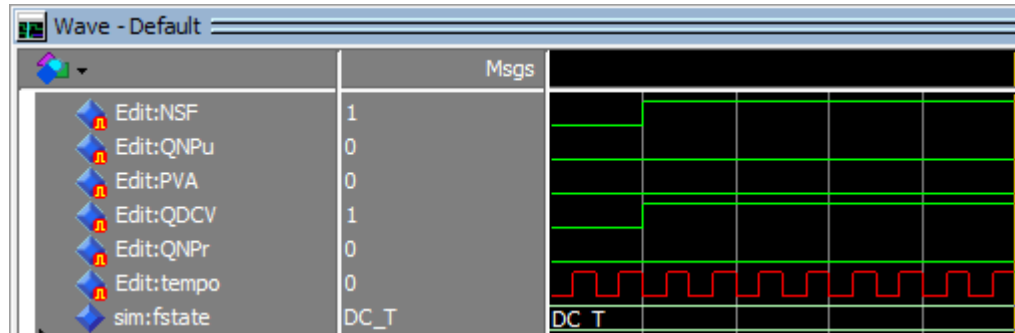 Wave - Default
Msgs
Edit:NSF 1
Edit:QNPu 0
Edit:PVA 0
Edit:QDCV 1
Edit:QNPr 0
Edit:tempo 0
sim:fstate DC_T DC_T